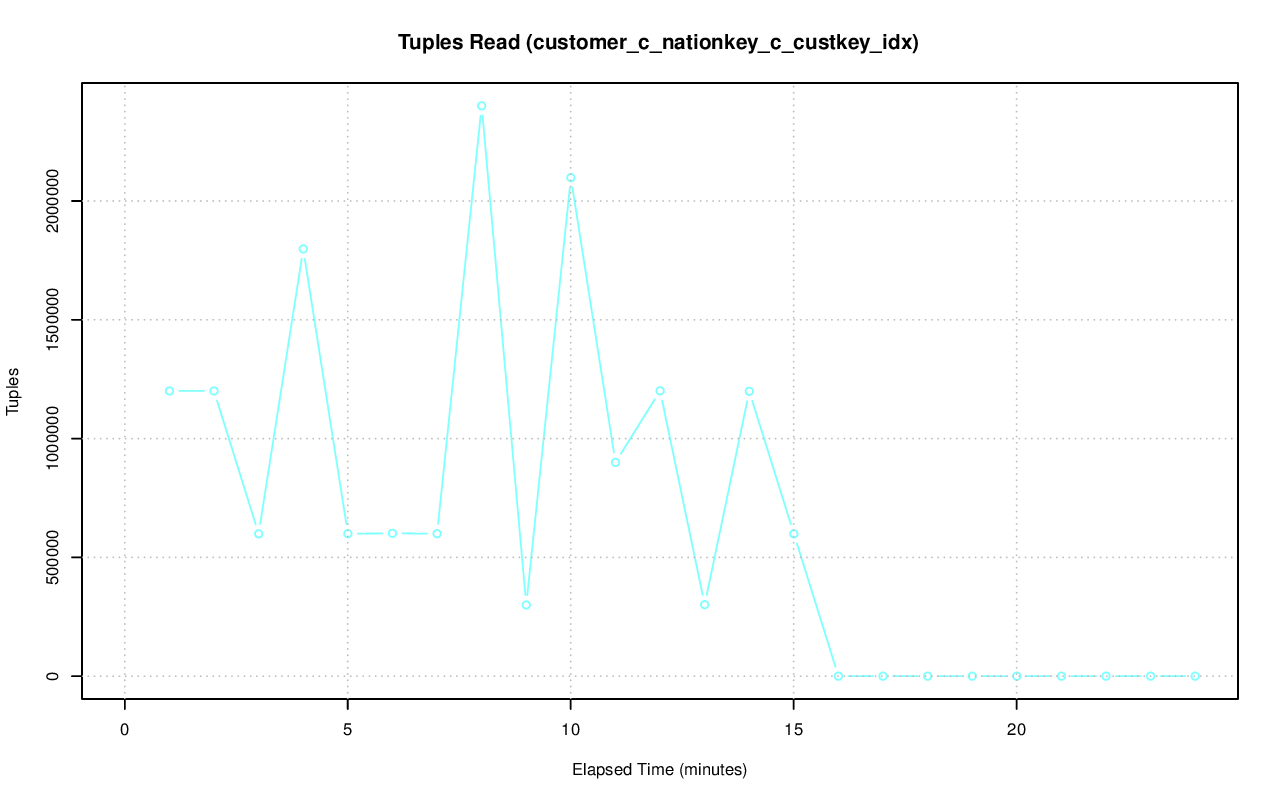 Tuples Read (customer_c_nationkey_c_custkey_idx)
Tuples
2000000
1500000
1000000
500000
0
0 5 10 15 20
Elapsed Time (minutes)